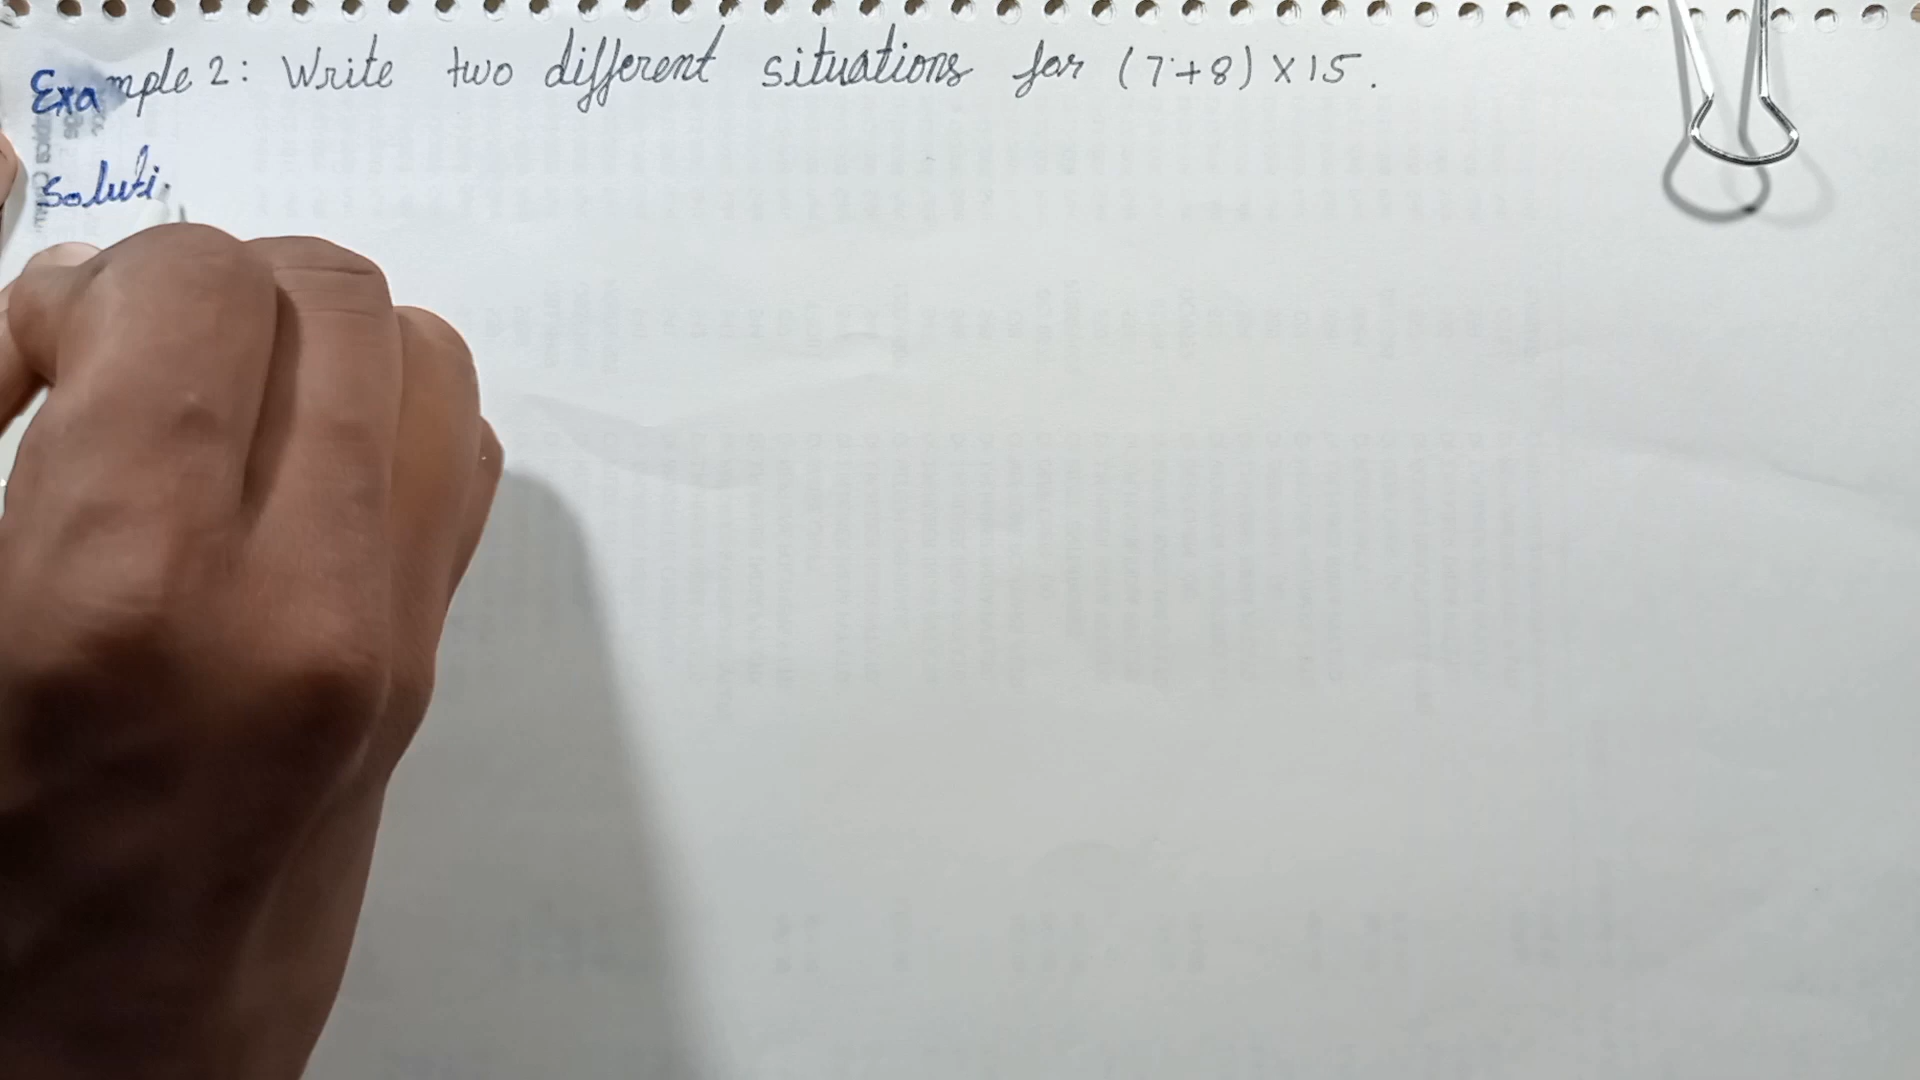 Example 2: Write two different situations for (7+8) × 15.
Soluti